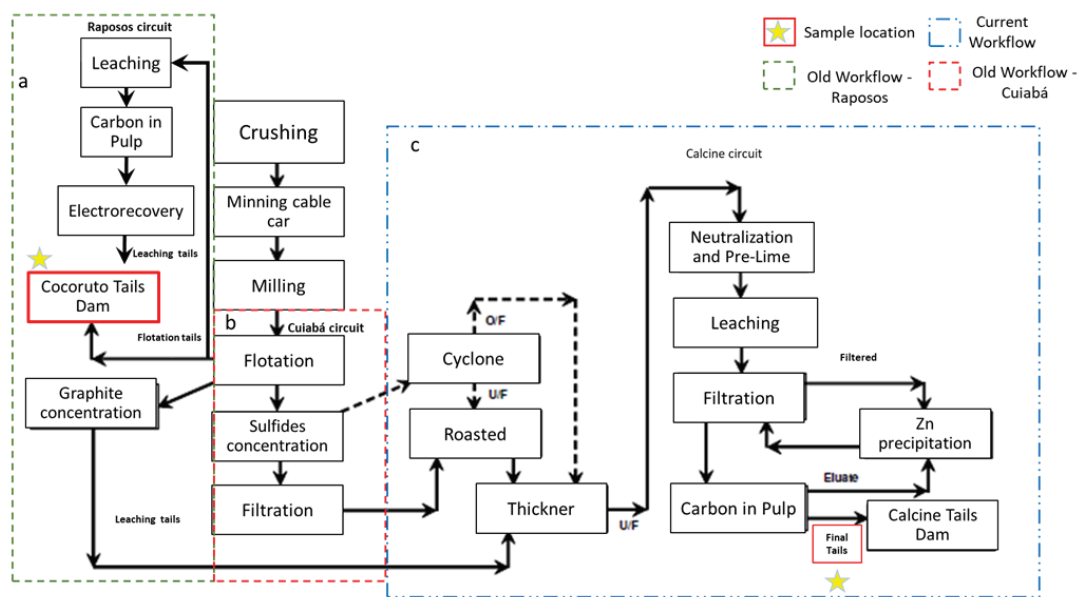 Raposos circuit
a
Leaching
Carbon in
Pulp
Electrorecovery
Leaching tails
Cocoruto Tails
Dam
Flotation tails
Graphite
concentration
Leaching tails
Crushing
Minning cable
car
Milling
b
Cuiabá circuit
Flotation
Sulfides
concentration
Filtration
Sample location
Current
Workflow
Old Workflow -
Raposos
Old Workflow -
Cuiabá
c
Calcine circuit
O/F
Cyclone
U/F
Roasted
Thickner
U/F
Neutralization
and Pre-Lime
Leaching
Filtered
Filtration
Zn
precipitation
Eluate
Carbon in Pulp
Final
Tails
Calcine Tails
Dam